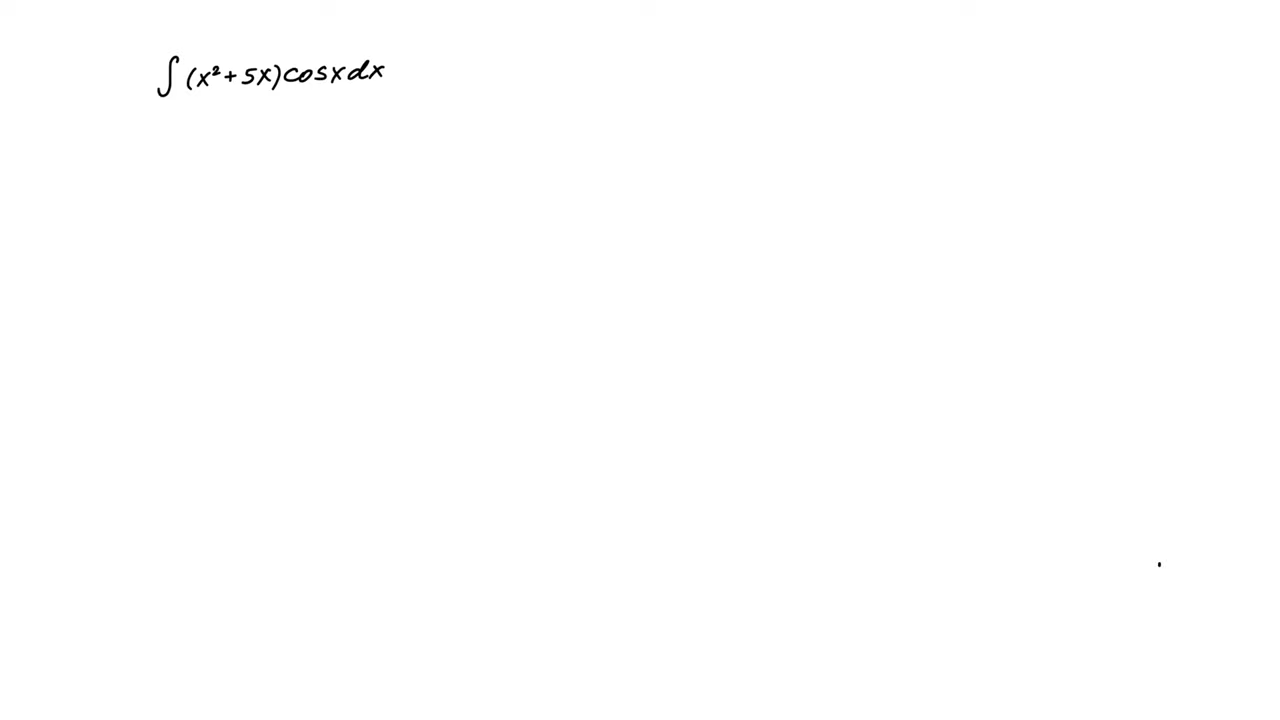 ∫ (x² + 5x) cosx dx